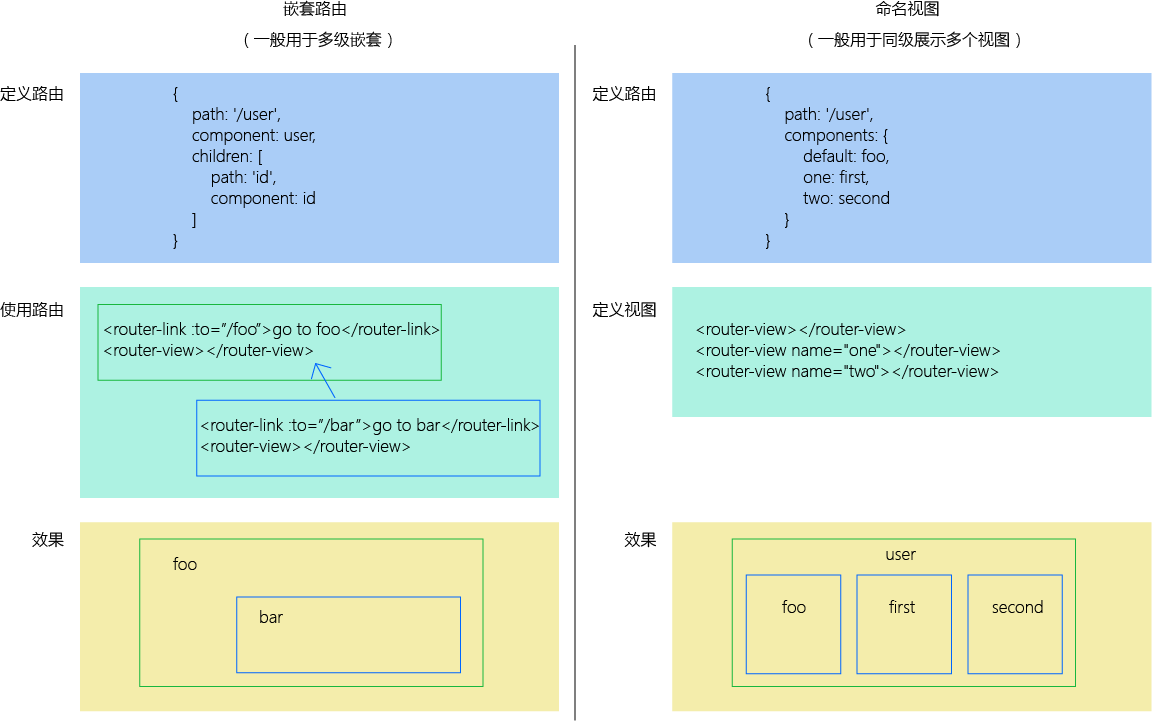 嵌套路由
（一般用于多级嵌套）
定义路由
{
path: '/user',
component: user,
children: [
path: 'id',
component: id
]
}
使用路由
<router-link :to="/foo”>go to foo</router-link>
<router-view></router-view>
<router-link :to=”/bar”>go to bar</router-link>
<router-view></router-view>
效果
foo
bar
命名视图
（一般用于同级展示多个视图）
定义路由
{
path: '/user',
components: {
default: foo,
one: first,
two: second
}
}
定义视图
<router-view></router-view>
<router-view name="one"></router-view>
<router-view name="two"></router-view>
效果
user
foo
first
second